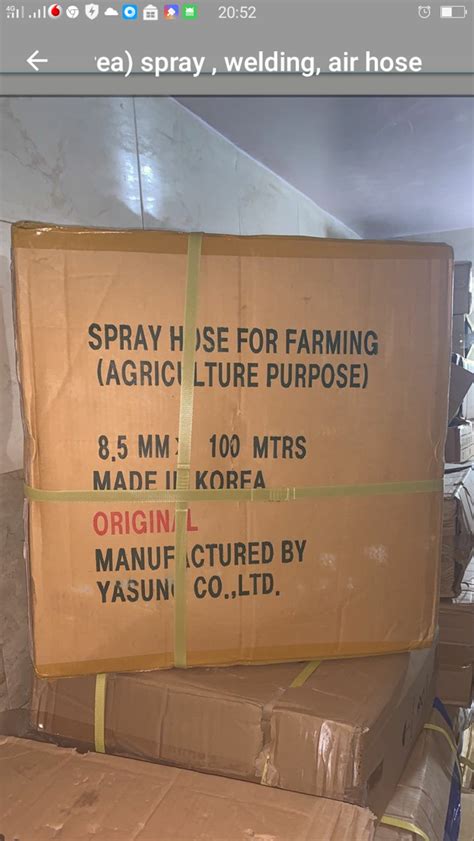 20:52
ea) spray , welding, air hose
SPRAY HOSE FOR FARMING
(AGRICULTURE PURPOSE)
8.5 MM X 100 MTRS
MADE IN KOREA
ORIGINAL
MANUFACTURED BY
YASUNG CO.,LTD.